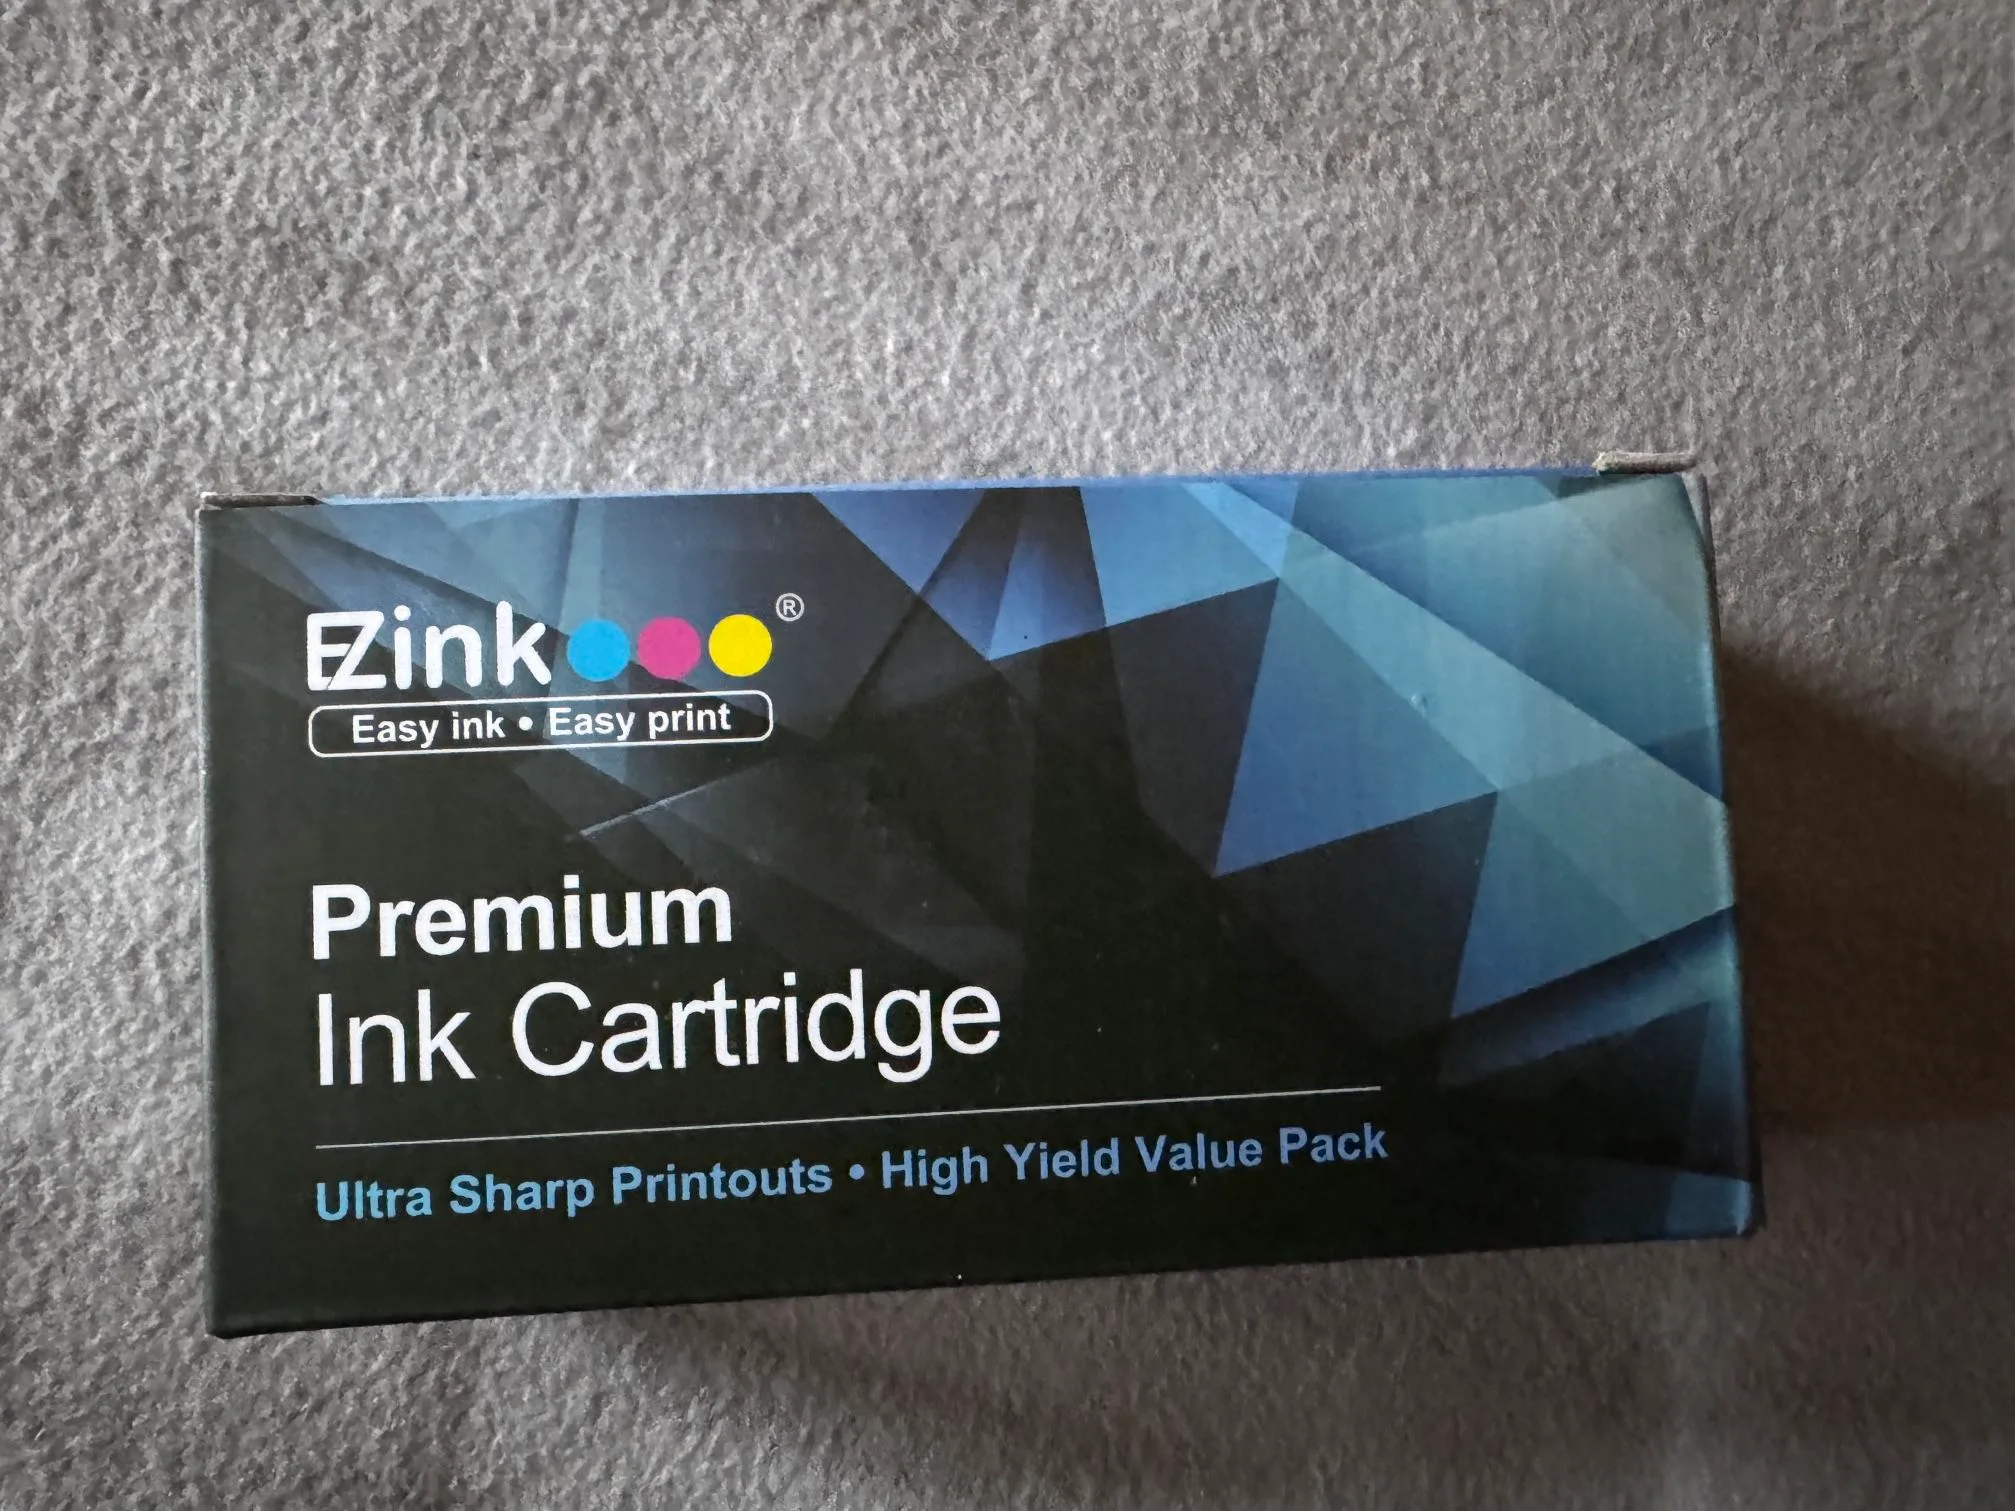 EZink ®
Easy ink • Easy print
Premium
Ink Cartridge
Ultra Sharp Printouts • High Yield Value Pack